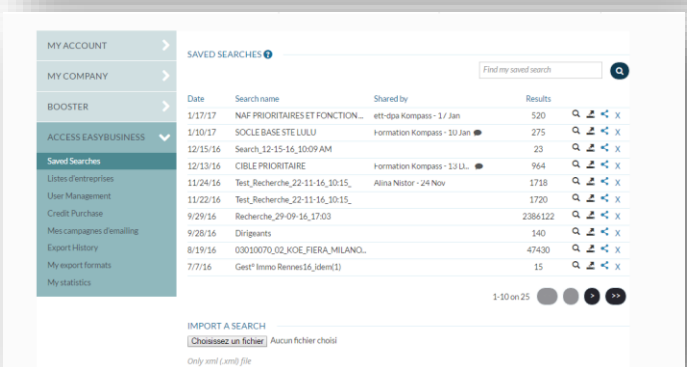 MY ACCOUNT
MY COMPANY
BOOSTER
ACCESS EASYBUSINESS
Saved Searches
Listes d'entreprises
User Management
Credit Purchase
Mes campagnes d'emailing
Export History
My export formats
My statistics
SAVED SEARCHES ?
Find my saved search
Date Search name Shared by Results
1/17/17 NAF PRIORITAIRES ET FONCTION... ett-dpa Kompass - 17 Jan 520 X
1/10/17 SOCLE BASE STE LULU Formation Kompass - 10 Jan 275 X
12/15/16 Search_12-15-16_10:09 AM 23 X
12/13/16 CIBLE PRIORITAIRE Formation Kompass - 13 D... 964 X
11/24/16 Test_Recherche_22-11-16_10:15_ Alina Nistor - 24 Nov 1718 X
11/22/16 Test_Recherche_22-11-16_10:15_ 1720 X
9/29/16 Recherche_29-09-16_17:03 2386122 X
9/28/16 Dirigeants 140 X
8/19/16 03010070_02_KOE_FIERA_MILANO... 47430 X
7/7/16 Gest° Immo Rennes16_idem(1) 15 X
1-10 on 25 > >>
IMPORT A SEARCH
Choisissez un fichier Aucun fichier choisi
Only xml (.xml) file